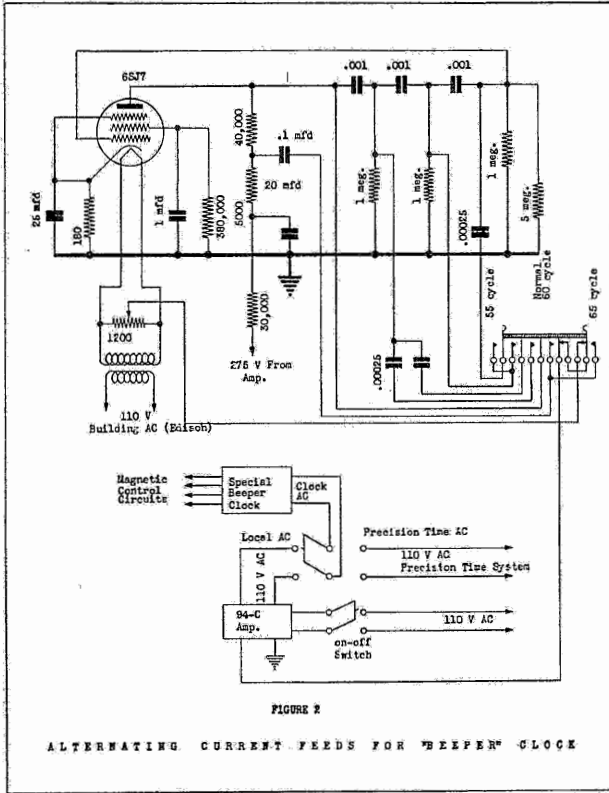 6SJ7
.001
.001
.001
40,000
.1 mfd
20 mfd
5000
25 mfd
180
1 mfd
380,000
1 meg.
1 meg.
1 meg.
5 meg.
.00025
30,000
1200
275 V From
Amp.
.00025
55 cycle
Normal
60 cycle
65 cycle
110 V
Building AC (Edison)
Magnetic
Control
Circuits
Special
Beeper
Clock
Clock
AC
Local AC
Precision Time AC
110 V AC
110 V AC
Precision Time System
94-C
Amp.
110 V AC
on-off
Switch
FIGURE 2
ALTERNATING CURRENT FEEDS FOR "BEEPER" CLOCK